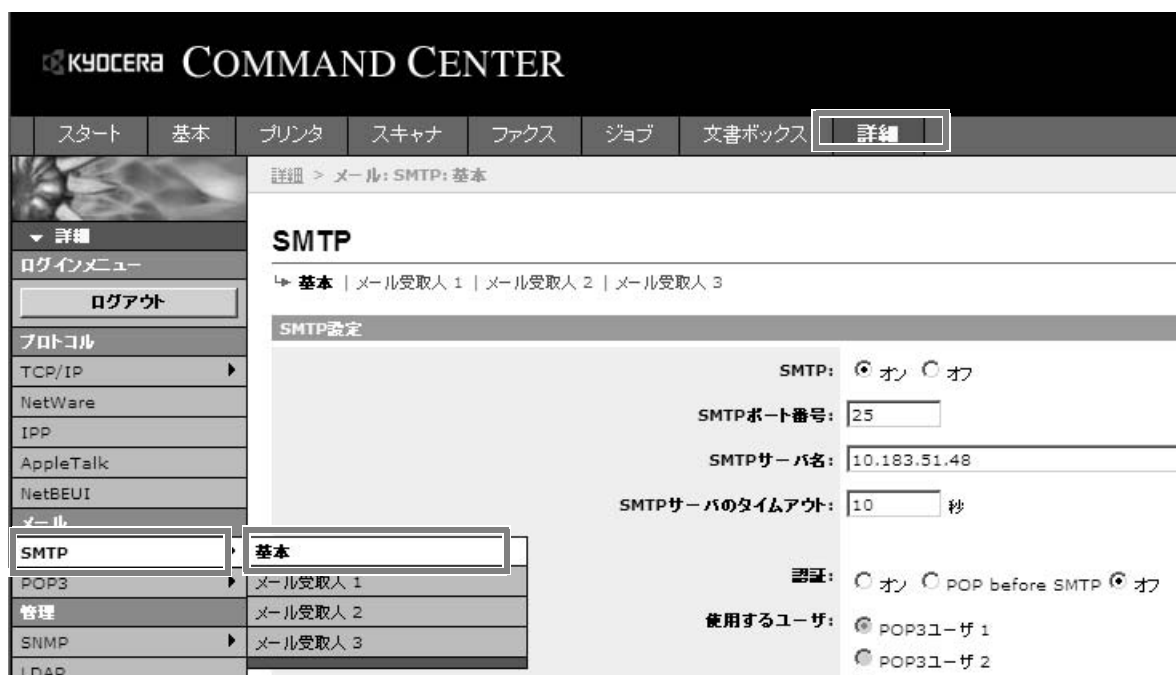 KYOCERA COMMAND CENTER
スタート 基本 プリンタ スキャナ ファクス ジョブ 文書ボックス 詳細
詳細 > メール: SMTP: 基本
詳細
ログインメニュー
ログアウト
プロトコル
TCP/IP
NetWare
IPP
AppleTalk
NetBEUI
メール
SMTP
POP3
管理
SNMP
LDAP
基本
メール受取人 1
メール受取人 2
メール受取人 3
SMTP
基本 | メール受取人 1 | メール受取人 2 | メール受取人 3
SMTP設定
SMTP: オン オフ
SMTPポート番号: 25
SMTPサーバ名: 10.183.51.48
SMTPサーバのタイムアウト: 10 秒
認証: オン POP before SMTP オフ
使用するユーザ: POP3ユーザ 1
POP3ユーザ 2